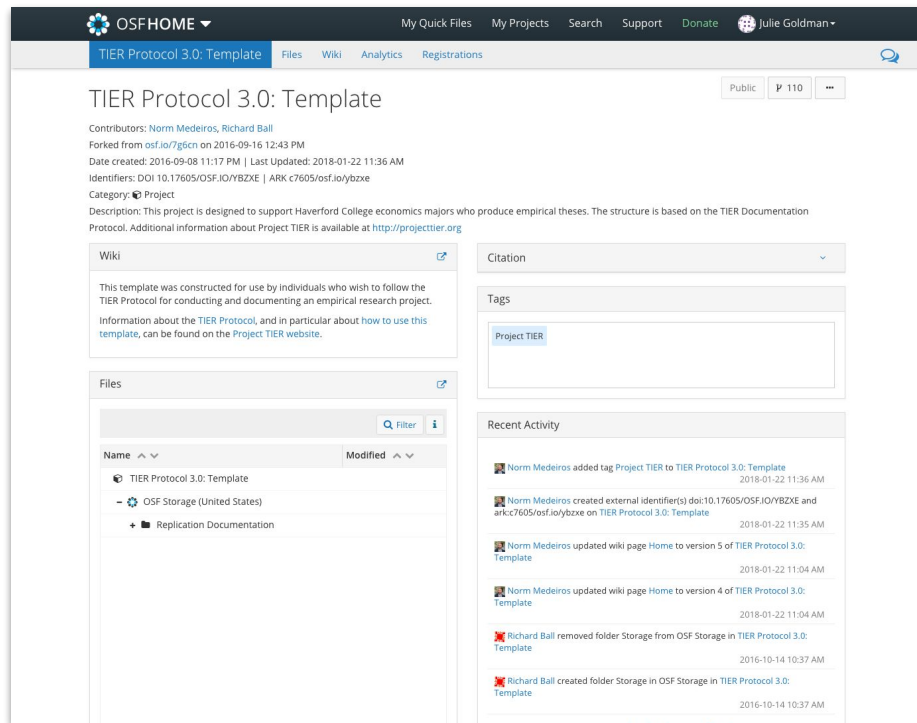 OSFHOME
My Quick Files My Projects Search Support Donate Julie Goldman
TIER Protocol 3.0: Template Files Wiki Analytics Registrations
TIER Protocol 3.0: Template
Public 110 ...
Contributors: Norm Medeiros, Richard Ball
Forked from osf.io/7g6cn on 2016-09-16 12:43 PM
Date created: 2016-09-08 11:17 PM | Last Updated: 2018-01-22 11:36 AM
Identifiers: DOI 10.17605/OSF.IO/YBZXE | ARK c7605/osf.io/ybzxe
Category: Project
Description: This project is designed to support Haverford College economics majors who produce empirical theses. The structure is based on the TIER Documentation
Protocol. Additional information about Project TIER is available at http://projecttier.org
Wiki
This template was constructed for use by individuals who wish to follow the
TIER Protocol for conducting and documenting an empirical research project.
Information about the TIER Protocol, and in particular about how to use this
template, can be found on the Project TIER website.
Files
Filter i
Name Modified
TIER Protocol 3.0: Template
- OSF Storage (United States)
+ Replication Documentation
Citation
Tags
Project TIER
Recent Activity
Norm Medeiros added tag Project TIER to TIER Protocol 3.0: Template
2018-01-22 11:36 AM
Norm Medeiros created external identifier(s) doi:10.17605/OSF.IO/YBZXE and
ark:c7605/osf.io/ybzxe on TIER Protocol 3.0: Template
2018-01-22 11:35 AM
Norm Medeiros updated wiki page Home to version 5 of TIER Protocol 3.0:
Template
2018-01-22 11:04 AM
Norm Medeiros updated wiki page Home to version 4 of TIER Protocol 3.0:
Template
2018-01-22 11:04 AM
Richard Ball removed folder Storage from OSF Storage in TIER Protocol 3.0:
Template
2016-10-14 10:37 AM
Richard Ball created folder Storage in OSF Storage in TIER Protocol 3.0:
Template
2016-10-14 10:37 AM